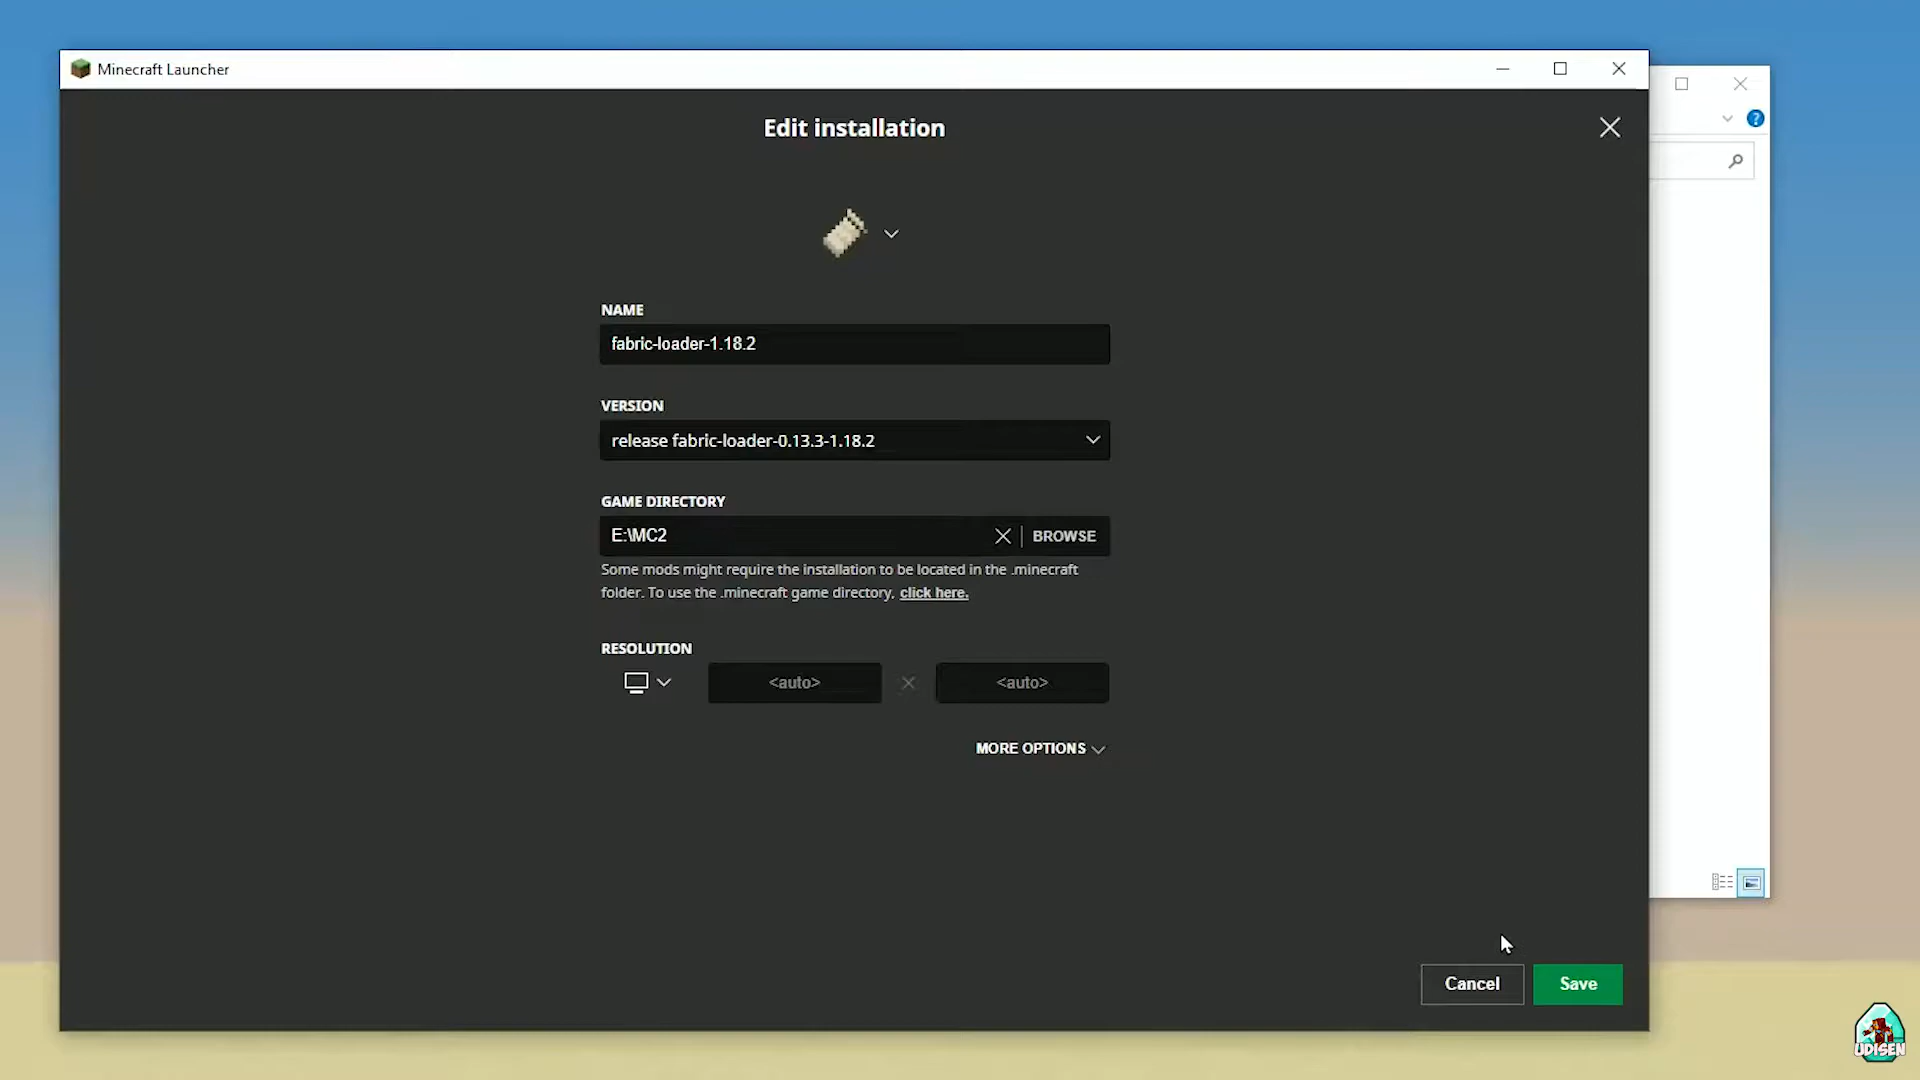 Minecraft Launcher
Edit installation
NAME
fabric-loader-1.18.2
VERSION
release fabric-loader-0.13.3-1.18.2
GAME DIRECTORY
E:\MC2
BROWSE
Some mods might require the installation to be located in the .minecraft
folder. To use the .minecraft game directory, click here.
RESOLUTION
<auto>
<auto>
MORE OPTIONS
Cancel
Save
UDISEN